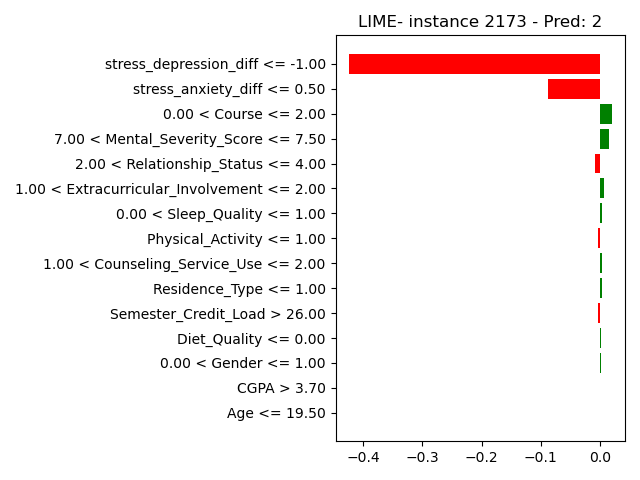 LIME- instance 2173 - Pred: 2
stress_depression_diff <= -1.00
stress_anxiety_diff <= 0.50
0.00 < Course <= 2.00
7.00 < Mental_Severity_Score <= 7.50
2.00 < Relationship_Status <= 4.00
1.00 < Extracurricular_Involvement <= 2.00
0.00 < Sleep_Quality <= 1.00
Physical_Activity <= 1.00
1.00 < Counseling_Service_Use <= 2.00
Residence_Type <= 1.00
Semester_Credit_Load > 26.00
Diet_Quality <= 0.00
0.00 < Gender <= 1.00
CGPA > 3.70
Age <= 19.50
−0.4 −0.3 −0.2 −0.1 0.0